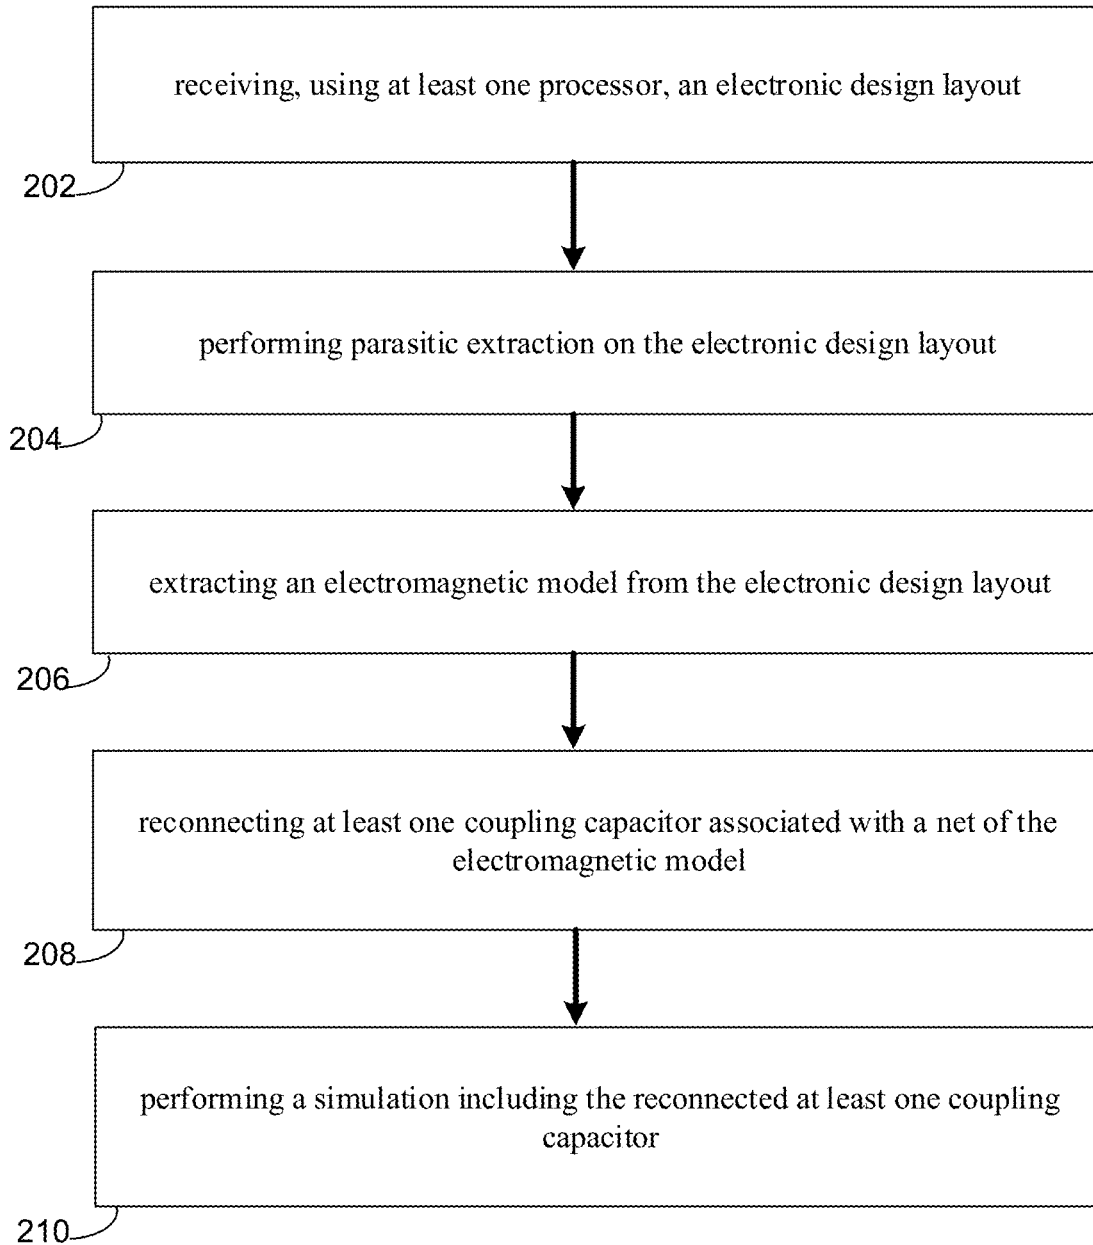 receiving, using at least one processor, an electronic design layout
202
performing parasitic extraction on the electronic design layout
204
extracting an electromagnetic model from the electronic design layout
206
reconnecting at least one coupling capacitor associated with a net of the
electromagnetic model
208
performing a simulation including the reconnected at least one coupling
capacitor
210